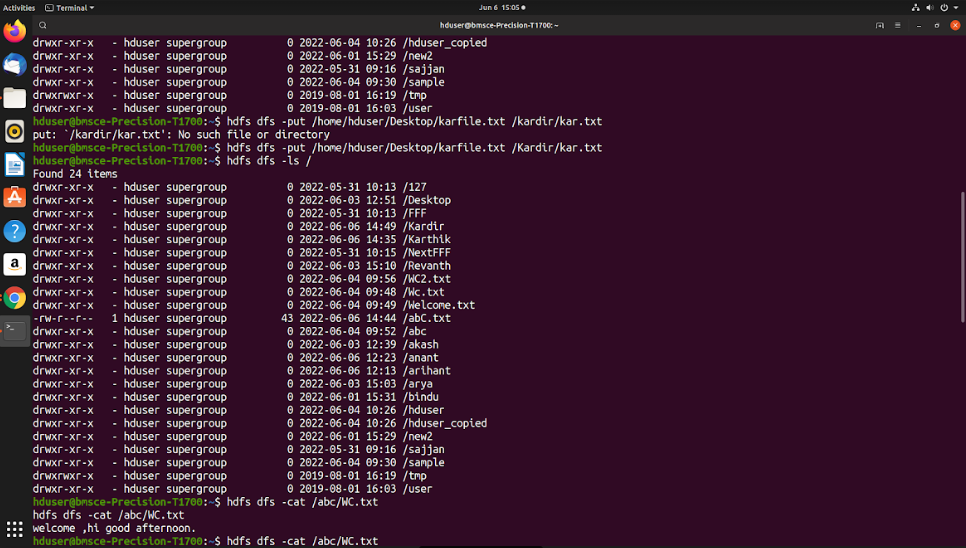 Activities Terminal Jun 6 15:05
hduser@bmsce-Precision-T1700: ~
drwxr-xr-x - hduser supergroup 0 2022-06-04 10:26 /hduser_copied
drwxr-xr-x - hduser supergroup 0 2022-06-01 15:29 /new2
drwxr-xr-x - hduser supergroup 0 2022-05-31 09:16 /sajjan
drwxr-xr-x - hduser supergroup 0 2022-06-04 09:30 /sample
drwxrwxr-x - hduser supergroup 0 2019-08-01 16:19 /tmp
drwxr-xr-x - hduser supergroup 0 2019-08-01 16:03 /user
hduser@bmsce-Precision-T1700:~$ hdfs dfs -put /home/hduser/Desktop/karfile.txt /kardir/kar.txt
put: `/kardir/kar.txt': No such file or directory
hduser@bmsce-Precision-T1700:~$ hdfs dfs -put /home/hduser/Desktop/karfile.txt /Kardir/kar.txt
hduser@bmsce-Precision-T1700:~$ hdfs dfs -ls /
Found 24 items
drwxr-xr-x - hduser supergroup 0 2022-05-31 10:13 /127
drwxr-xr-x - hduser supergroup 0 2022-06-03 12:51 /Desktop
drwxr-xr-x - hduser supergroup 0 2022-05-31 10:13 /FFF
drwxr-xr-x - hduser supergroup 0 2022-06-06 14:49 /Kardir
drwxr-xr-x - hduser supergroup 0 2022-06-06 14:35 /Karthik
drwxr-xr-x - hduser supergroup 0 2022-05-31 10:15 /NextFFF
drwxr-xr-x - hduser supergroup 0 2022-06-03 15:10 /Revanth
drwxr-xr-x - hduser supergroup 0 2022-06-04 09:56 /WC2.txt
drwxr-xr-x - hduser supergroup 0 2022-06-04 09:48 /Wc.txt
drwxr-xr-x - hduser supergroup 0 2022-06-04 09:49 /Welcome.txt
-rw-r--r-- 1 hduser supergroup 43 2022-06-06 14:44 /abC.txt
drwxr-xr-x - hduser supergroup 0 2022-06-04 09:52 /abc
drwxr-xr-x - hduser supergroup 0 2022-06-03 12:39 /akash
drwxr-xr-x - hduser supergroup 0 2022-06-06 12:23 /anant
drwxr-xr-x - hduser supergroup 0 2022-06-06 12:13 /arihant
drwxr-xr-x - hduser supergroup 0 2022-06-03 15:03 /arya
drwxr-xr-x - hduser supergroup 0 2022-06-01 15:31 /bindu
drwxr-xr-x - hduser supergroup 0 2022-06-04 10:26 /hduser
drwxr-xr-x - hduser supergroup 0 2022-06-04 10:26 /hduser_copied
drwxr-xr-x - hduser supergroup 0 2022-06-01 15:29 /new2
drwxr-xr-x - hduser supergroup 0 2022-05-31 09:16 /sajjan
drwxr-xr-x - hduser supergroup 0 2022-06-04 09:30 /sample
drwxrwxr-x - hduser supergroup 0 2019-08-01 16:19 /tmp
drwxr-xr-x - hduser supergroup 0 2019-08-01 16:03 /user
hduser@bmsce-Precision-T1700:~$ hdfs dfs -cat /abc/WC.txt
hdfs dfs -cat /abc/WC.txt
welcome ,hi good afternoon.
hduser@bmsce-Precision-T1700:~$ hdfs dfs -cat /abc/WC.txt